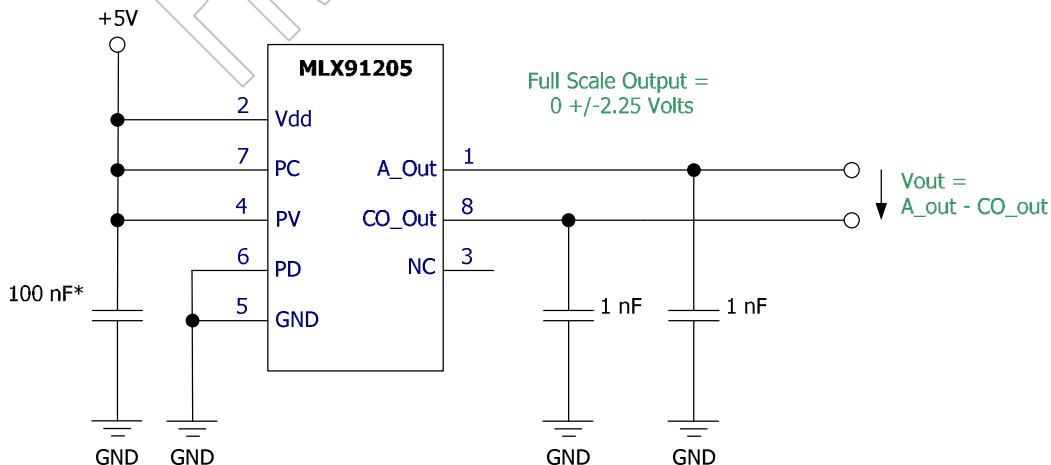 +5V
MLX91205
Full Scale Output =
0 +/-2.25 Volts
2 Vdd
7 PC
A_Out 1
Vout =
A_out - CO_out
4 PV
CO_Out 8
6 PD
NC 3
100 nF*
5 GND
1 nF
1 nF
GND
GND
GND
GND